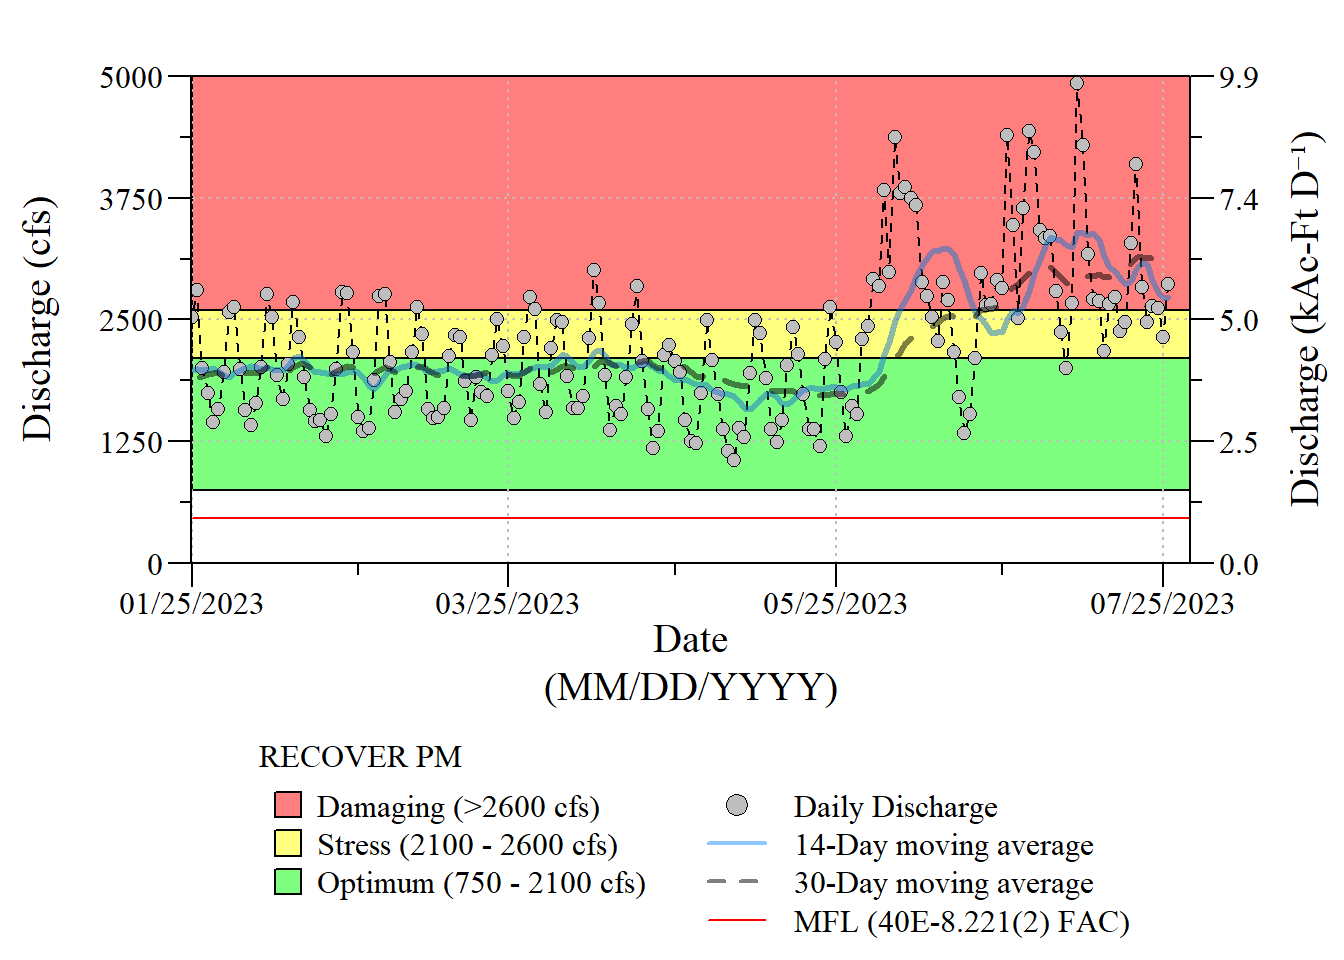 5000
3750
2500
1250
0
Discharge (cfs)
9.9
7.4
5.0
2.5
0.0
Discharge (kAc-Ft D⁻¹)
01/25/2023 03/25/2023 05/25/2023 07/25/2023
Date
(MM/DD/YYYY)
RECOVER PM
Damaging (>2600 cfs)
Stress (2100 - 2600 cfs)
Optimum (750 - 2100 cfs)
Daily Discharge
14-Day moving average
30-Day moving average
MFL (40E-8.221(2) FAC)